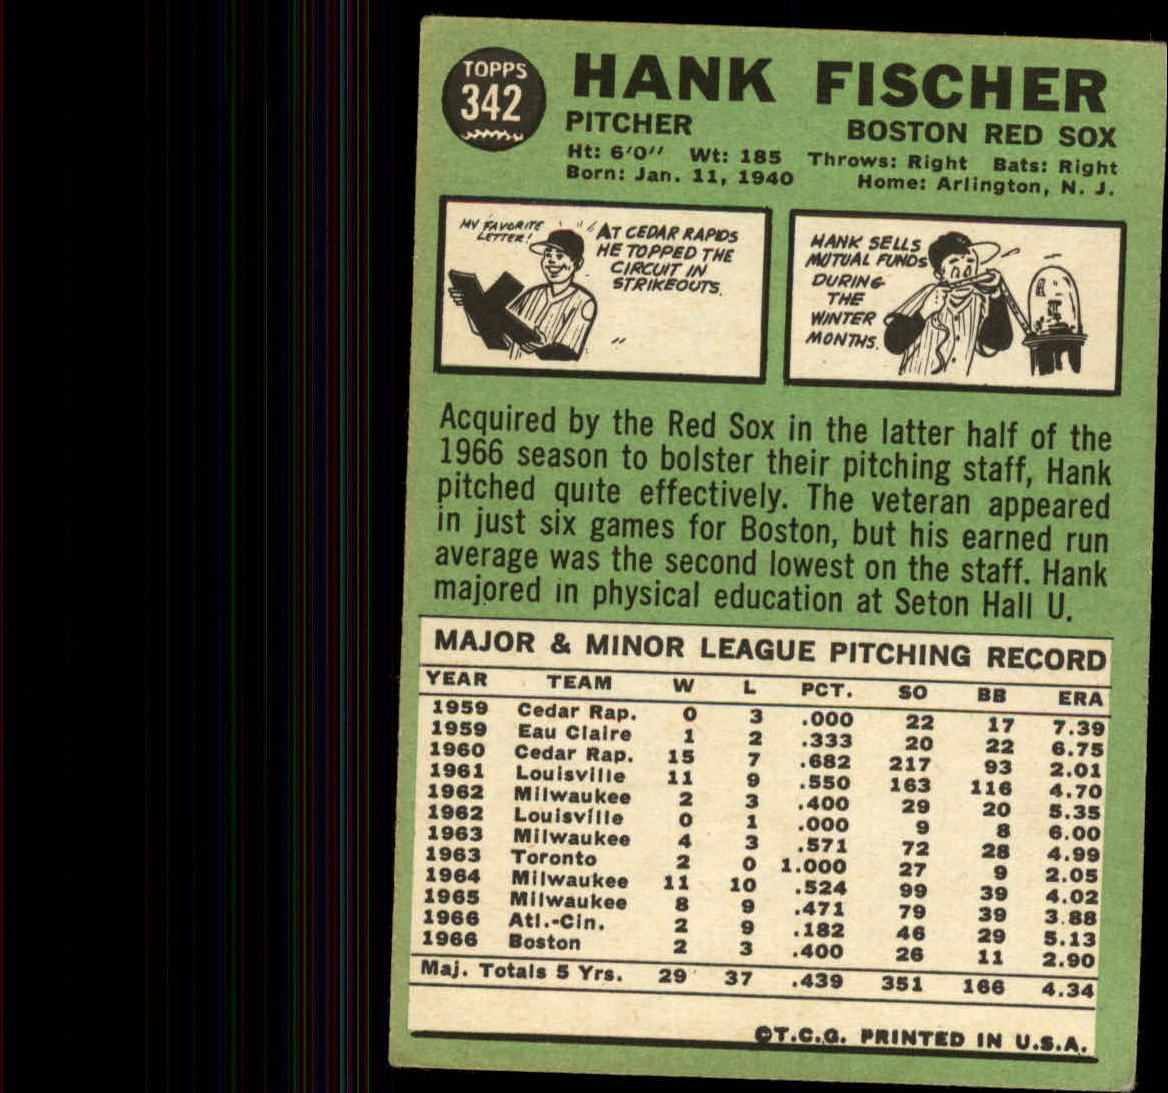 TOPPS
342
HANK FISCHER
PITCHER BOSTON RED SOX
Ht: 6'0" Wt: 185 Throws: Right Bats: Right
Born: Jan. 11, 1940 Home: Arlington, N. J.
MY FAVORITE
LETTER!
AT CEDAR RAPIDS
HE TOPPED THE
CIRCUIT IN
STRIKEOUTS.
HANK SELLS
MUTUAL FUNDS
DURING
THE
WINTER
MONTHS.
Acquired by the Red Sox in the latter half of the
1966 season to bolster their pitching staff, Hank
pitched quite effectively. The veteran appeared
in just six games for Boston, but his earned run
average was the second lowest on the staff. Hank
majored in physical education at Seton Hall U.
MAJOR & MINOR LEAGUE PITCHING RECORD
YEAR TEAM W L PCT. SO BB ERA
1959 Cedar Rap. 0 3 .000 22 17 7.39
1959 Eau Claire 1 2 .333 20 22 6.75
1960 Cedar Rap. 15 7 .682 217 93 2.01
1961 Louisville 11 9 .550 163 116 4.70
1962 Milwaukee 2 3 .400 29 20 5.35
1962 Louisville 0 1 .000 9 8 6.00
1963 Milwaukee 4 3 .571 72 28 4.99
1963 Toronto 2 0 1.000 27 9 2.05
1964 Milwaukee 11 10 .524 99 39 4.02
1965 Milwaukee 8 9 .471 79 39 3.88
1966 Atl.-Cin. 2 9 .182 46 29 5.13
1966 Boston 2 3 .400 26 11 2.90
Maj. Totals 5 Yrs. 29 37 .439 351 166 4.34
©T.C.G. PRINTED IN U.S.A.